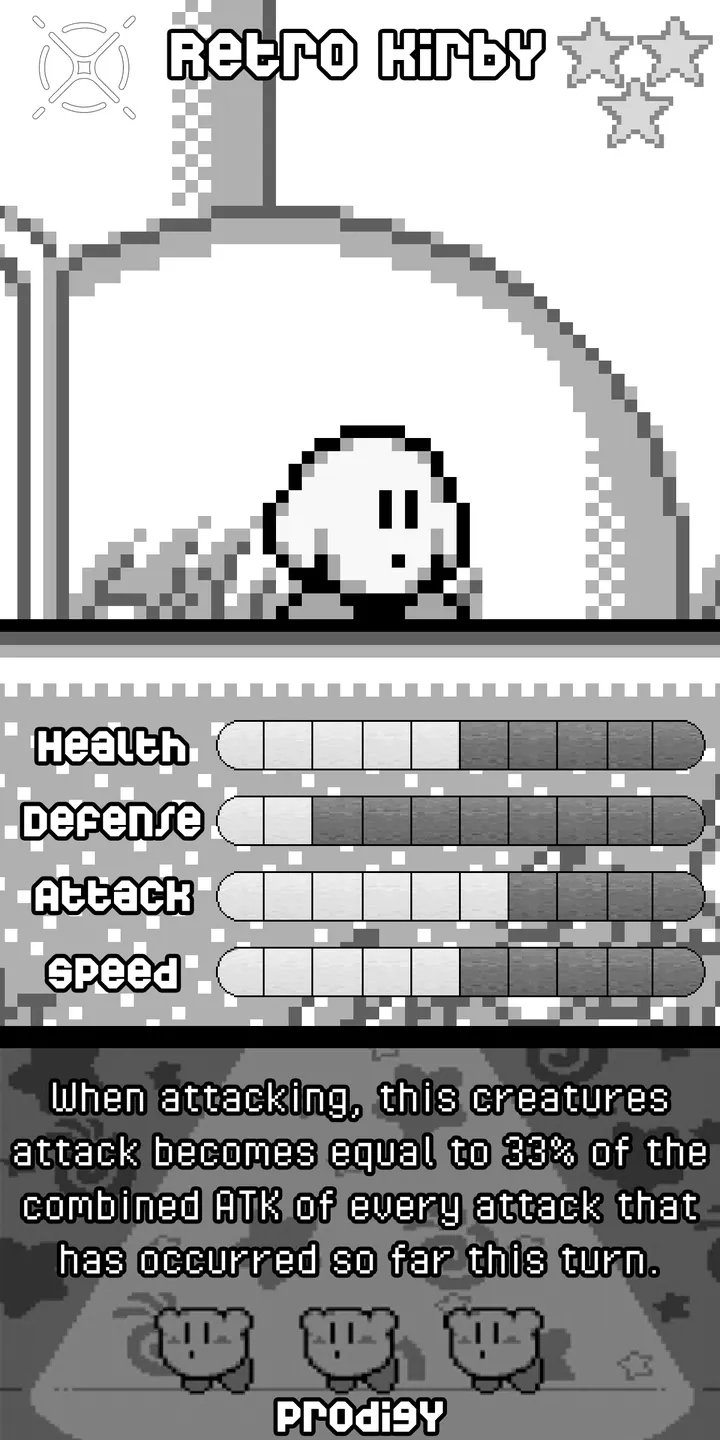 Retro Kirby
Health
Defense
Attack
Speed
When attacking, this creatures
attack becomes equal to 33% of the
combined ATK of every attack that
has occurred so far this turn.
Prodigy